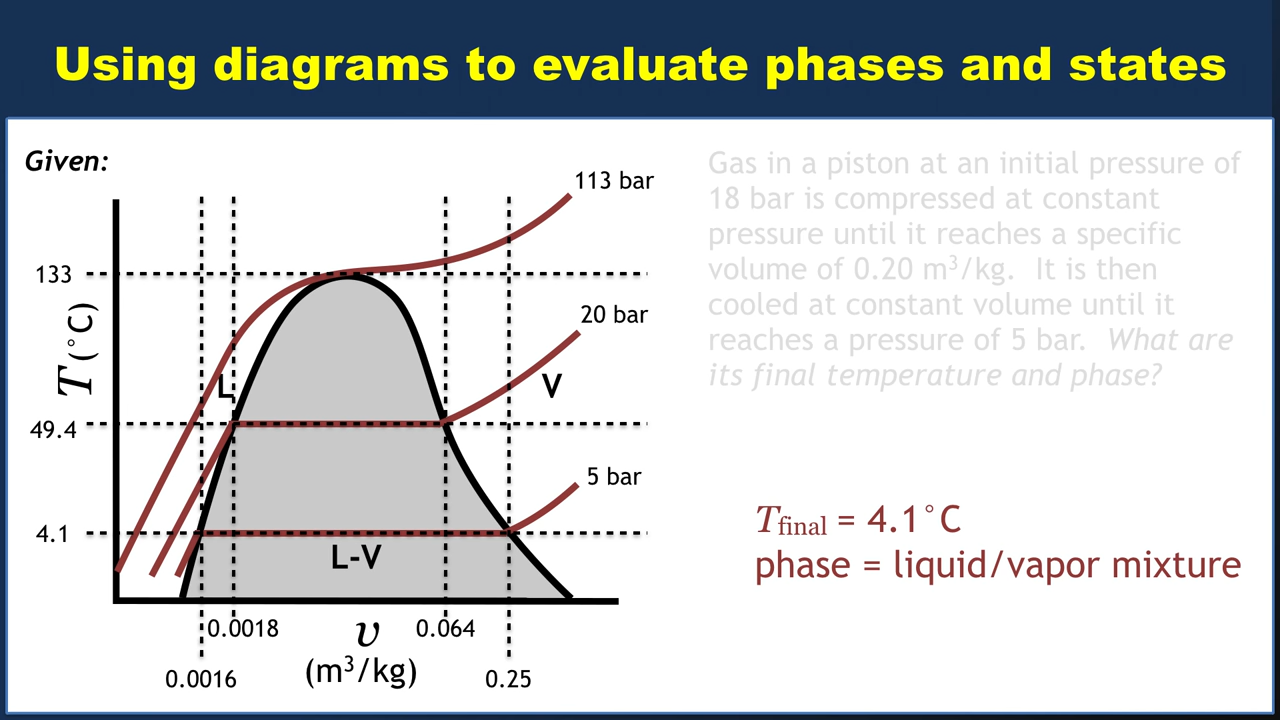 Using diagrams to evaluate phases and states
Given:
113 bar
133
20 bar
T (°C)
L
V
49.4
5 bar
4.1
L-V
0.0018
υ
0.064
(m³/kg)
0.0016
0.25
Gas in a piston at an initial pressure of
18 bar is compressed at constant
pressure until it reaches a specific
volume of 0.20 m³/kg. It is then
cooled at constant volume until it
reaches a pressure of 5 bar. What are
its final temperature and phase?
Tfinal = 4.1°C
phase = liquid/vapor mixture